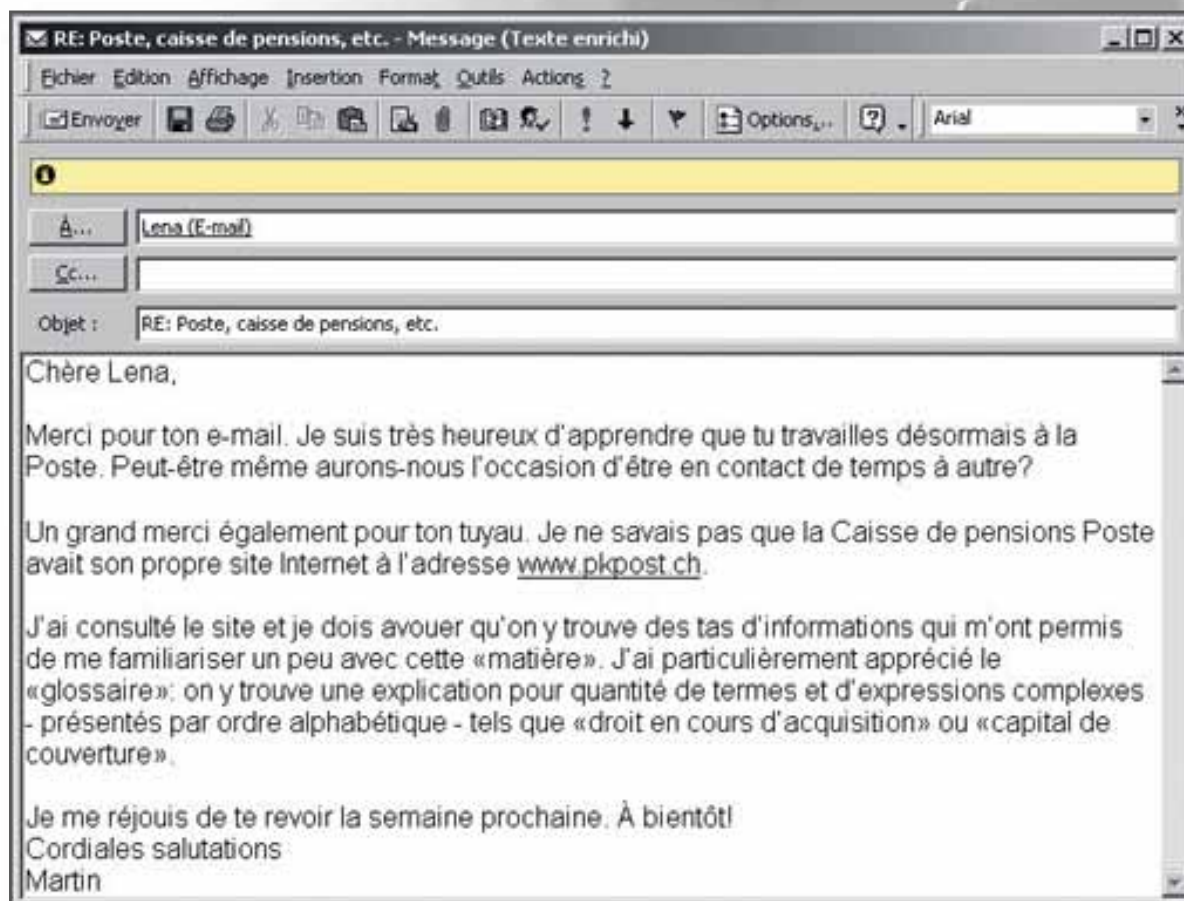 RE: Poste, caisse de pensions, etc. - Message (Texte enrichi)
Fichier Edition Affichage Insertion Format Outils Actions ?
Envoyer Options... Arial
À... Lena (E-mail)
Cc...
Objet : RE: Poste, caisse de pensions, etc.
Chère Lena,
Merci pour ton e-mail. Je suis très heureux d'apprendre que tu travailles désormais à la
Poste. Peut-être même aurons-nous l'occasion d'être en contact de temps à autre?
Un grand merci également pour ton tuyau. Je ne savais pas que la Caisse de pensions Poste
avait son propre site Internet à l'adresse www.pkpost.ch.
J'ai consulté le site et je dois avouer qu'on y trouve des tas d'informations qui m'ont permis
de me familiariser un peu avec cette «matière». J'ai particulièrement apprécié le
«glossaire»: on y trouve une explication pour quantité de termes et d'expressions complexes
- présentés par ordre alphabétique - tels que «droit en cours d'acquisition» ou «capital de
couverture».
Je me réjouis de te revoir la semaine prochaine. À bientôt!
Cordiales salutations
Martin